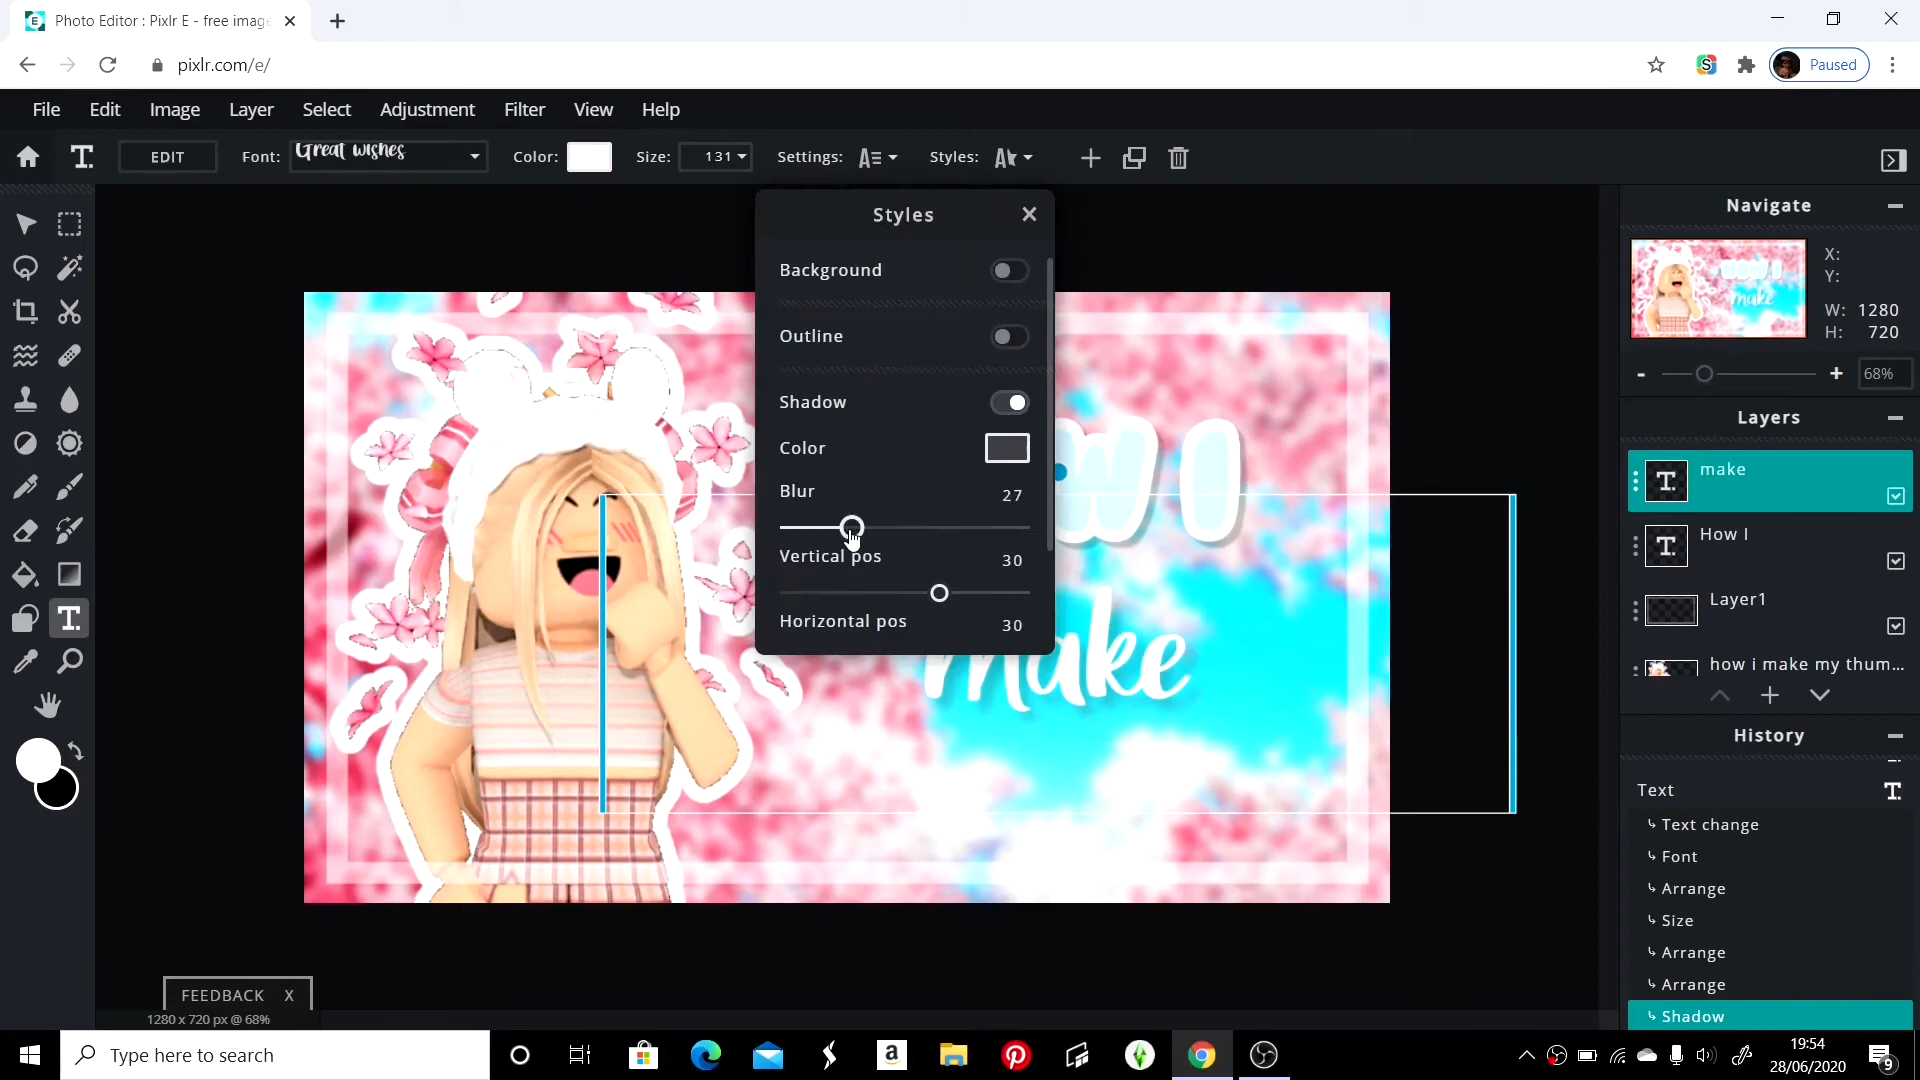 Photo Editor : Pixlr E - free imag
pixlr.com/e/
Paused
File Edit Image Layer Select Adjustment Filter View Help
EDIT Font: Great wishes Color: Size: 131 Settings: Styles:
Styles
Background
Outline
Shadow
Color
Blur 27
Vertical pos 30
Horizontal pos 30
W I
make
Navigate
X:
Y:
W: 1280
H: 720
- + 68%
Layers
make
How I
Layer1
how i make my thum...
History
Text
Text change
Font
Arrange
Size
Arrange
Arrange
Shadow
FEEDBACK X
1280 x 720 px @ 68%
Type here to search
19:54
28/06/2020
9